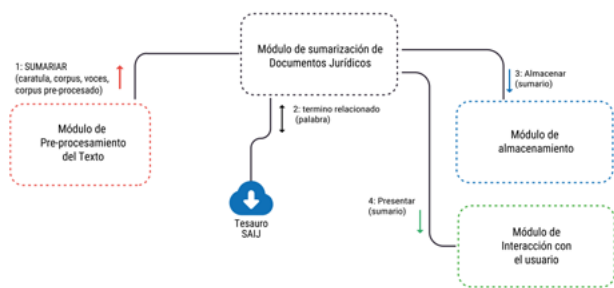 Módulo de sumarización de
Documentos Jurídicos
1: SUMARIAR
(caratula, corpus, voces,
corpus pre-procesado)
3: Almacenar
(sumario)
2: termino relacionado
(palabra)
Módulo de
Pre-procesamiento
del Texto
Módulo de
almacenamiento
Tesauro
SAIJ
4: Presentar
(sumario)
Módulo de
Interacción con
el usuario